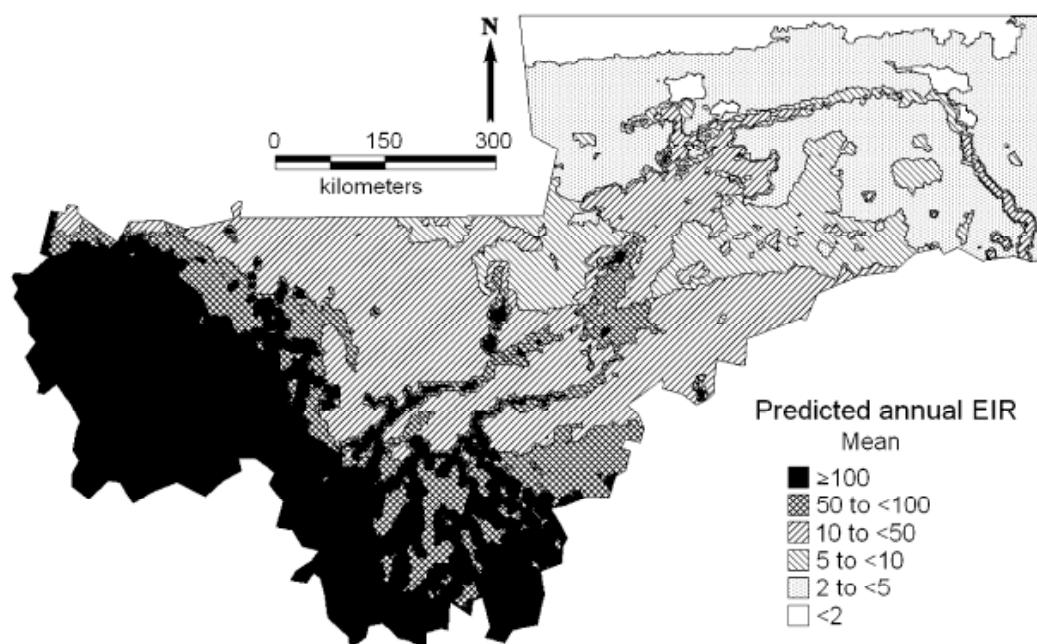 N
0 150 300
kilometers
Predicted annual EIR
Mean
≥100
50 to <100
10 to <50
5 to <10
2 to <5
<2